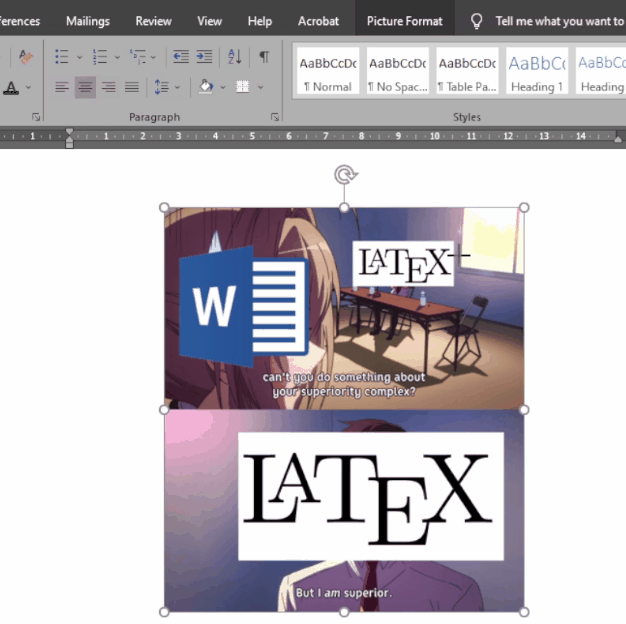 erences Mailings Review View Help Acrobat Picture Format Tell me what you want to
A
Paragraph
AaBbCcDc AaBbCcDc AaBbCcDc AaBbCc AaBbCc
¶ Normal ¶ No Spac... ¶ Table Pa... Heading 1 Heading
Styles
1 1 2 3 4 5 6 7 8 9 10 11 12 13 14
W
LATEX
can't you do something about
your superiority complex?
LATEX
But I am superior.